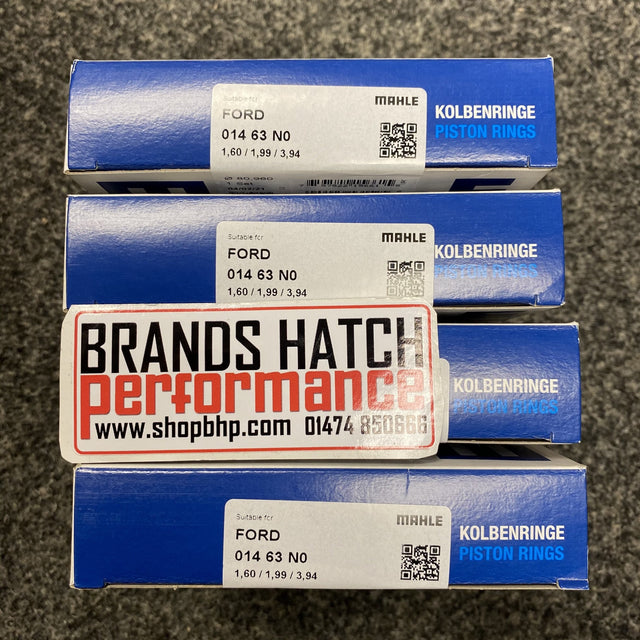 Suitable for
MAHLE
FORD
014 63 N0
1,60 / 1,99 / 3,94
KOLBENRINGE
PISTON RINGS
1 Set
Suitable for
MAHLE
FORD
014 63 N0
1,60 / 1,99 / 3,94
KOLBENRINGE
PISTON RINGS
BRANDS HATCH
performance
www.shopbhp.com 01474 850666
KOLBENRINGE
PISTON RINGS
Suitable for
MAHLE
FORD
014 63 N0
1,60 / 1,99 / 3,94
KOLBENRINGE
PISTON RINGS